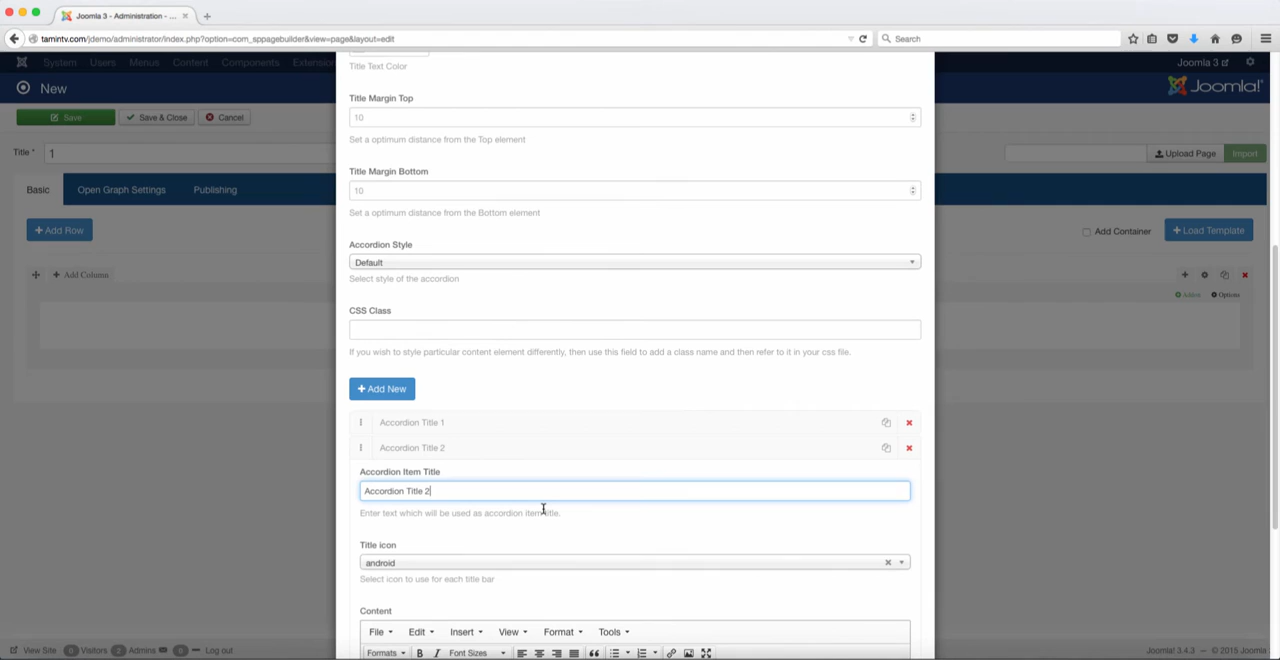 Joomla 3 - Administration - ...
tamintv.com/jdemo/administrator/index.php?option=com_sppagebuilder&view=page&layout=edit
Search
System Users Menus Content Components Extension
Joomla 3
New
Joomla!
Save
Save & Close
Cancel
Title *
1
Upload Page
Import
Basic
Open Graph Settings
Publishing
Add Row
Add Container
Load Template
Add Column
Addon
Options
Title Text Color
Title Margin Top
10
Set a optimum distance from the Top element
Title Margin Bottom
10
Set a optimum distance from the Bottom element
Accordion Style
Default
Select style of the accordion
CSS Class
If you wish to style particular content element differently, then use this field to add a class name and then refer to it in your css file.
Add New
Accordion Title 1
Accordion Title 2
Accordion Item Title
Accordion Title 2
Enter text which will be used as accordion item title.
Title icon
android
Select icon to use for each title bar
Content
File Edit Insert View Format Tools
Formats B I Font Sizes
View Site 0 Visitors 2 Admins 0 Log out
Joomla! 3.4.3 — © 2015 Joomla